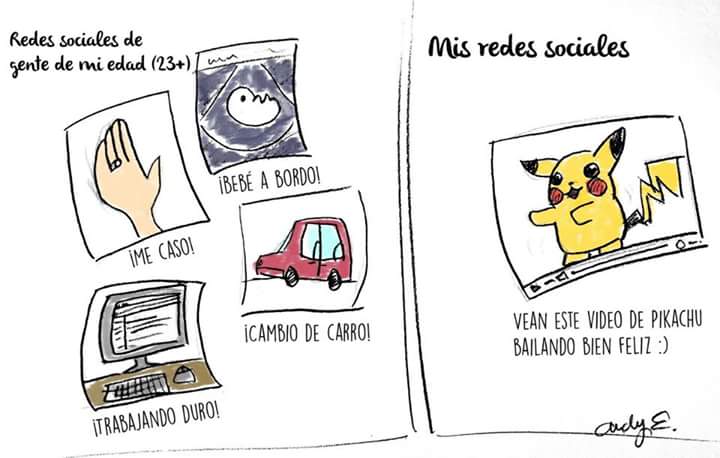 Redes sociales de
gente de mi edad (23+)
¡BEBÉ A BORDO!
¡ME CASO!
¡CAMBIO DE CARRO!
¡TRABAJANDO DURO!
Mis redes sociales
VEAN ESTE VIDEO DE PIKACHU
BAILANDO BIEN FELIZ :)
Andy E.